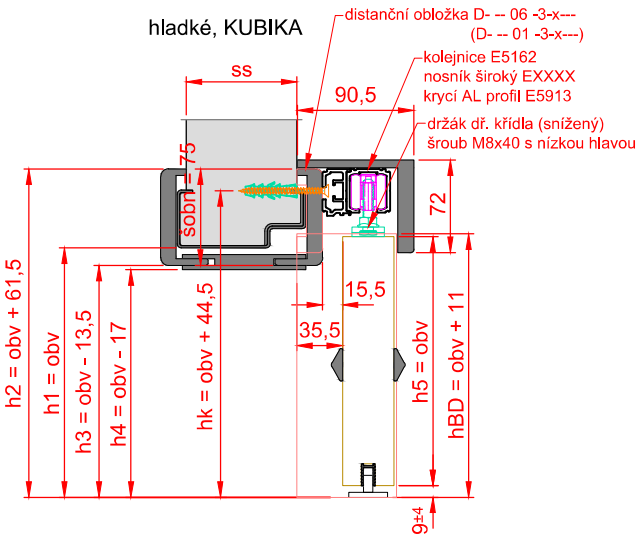 hladké, KUBIKA
distanční obložka D- -- 06 -3-x---
(D- -- 01 -3-x---)
kolejnice E5162
nosník široký EXXXX
krycí AL profil E5913
držák dř. křídla (snížený)
šroub M8x40 s nízkou hlavou
ss
90,5
šobni = 75
72
15,5
35,5
h2 = obv + 61,5
h1 = obv
h3 = obv - 13,5
h4 = obv - 17
hk = obv + 44,5
h5 = obv
hBD = obv + 11
9±4